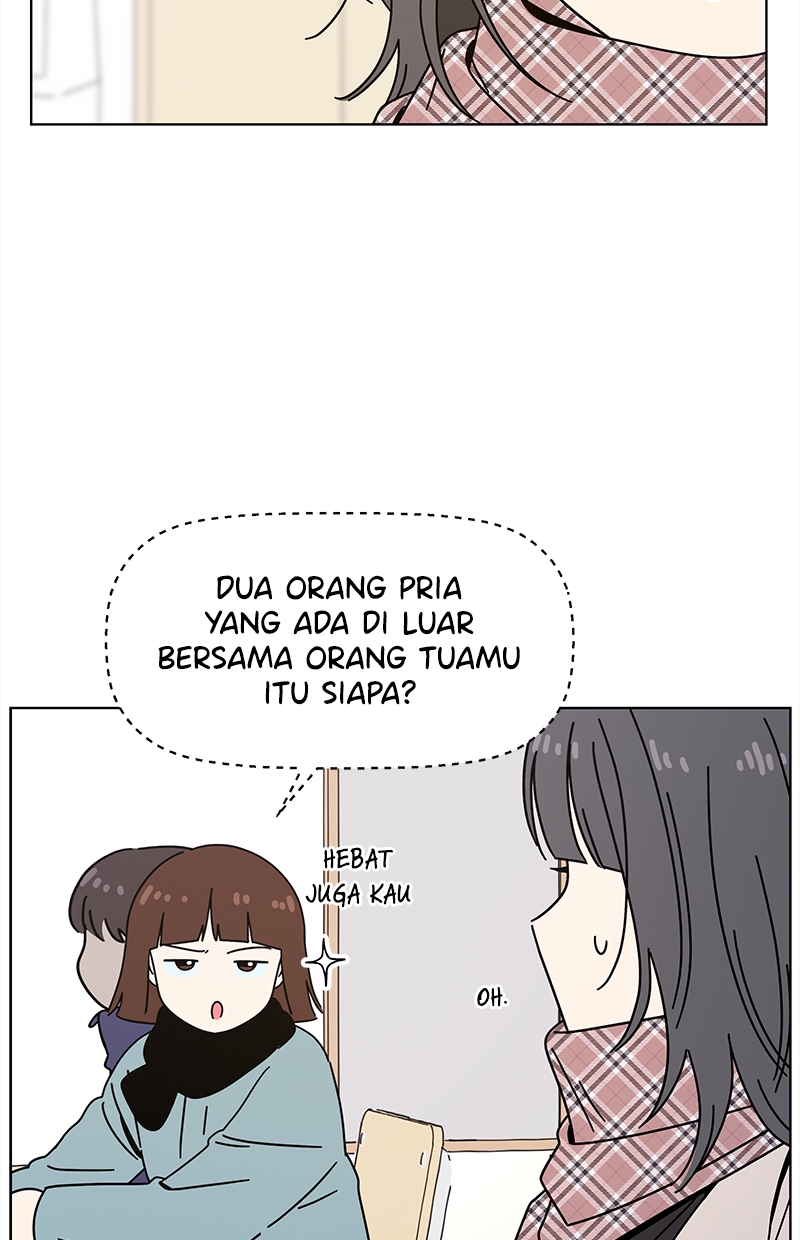 DUA ORANG PRIA
YANG ADA DI LUAR
BERSAMA ORANG TUAMU
ITU SIAPA?
HEBAT
JUGA KAU
OH.